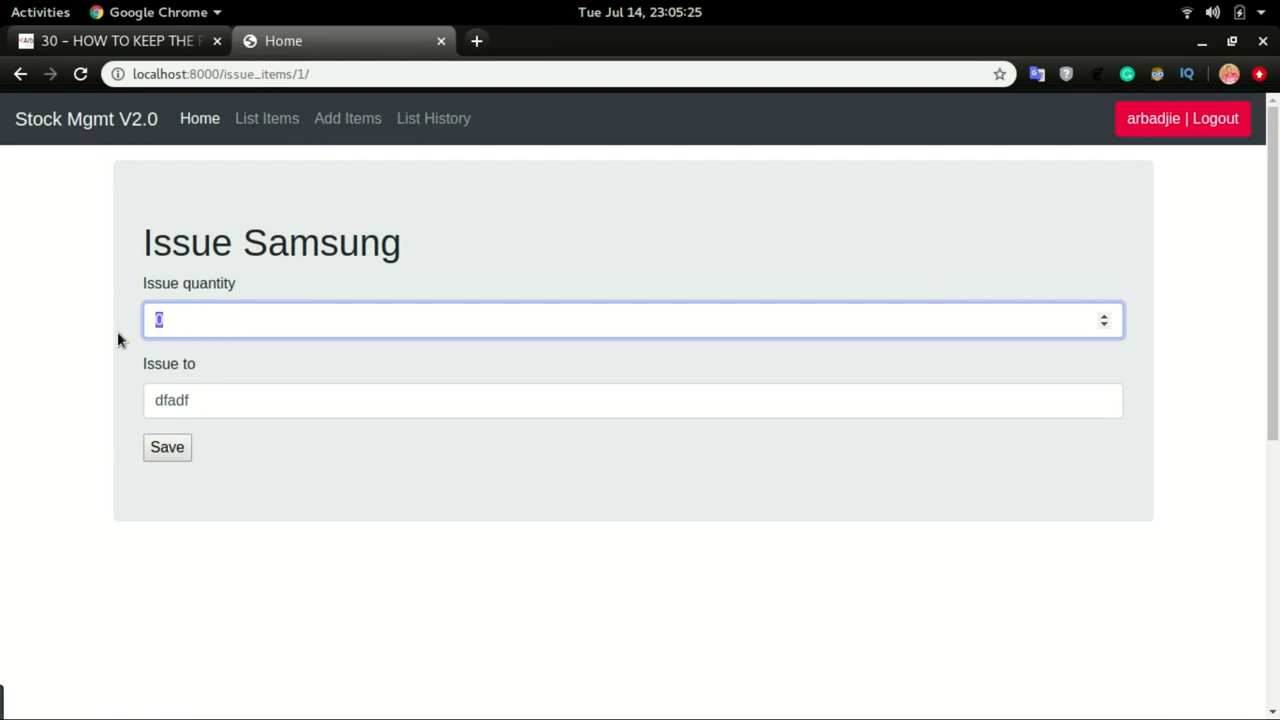 Activities Google Chrome Tue Jul 14, 23:05:25
30 – HOW TO KEEP THE Home
localhost:8000/issue_items/1/
Stock Mgmt V2.0 Home List Items Add Items List History arbadjie | Logout
Issue Samsung
Issue quantity
0
Issue to
dfadf
Save